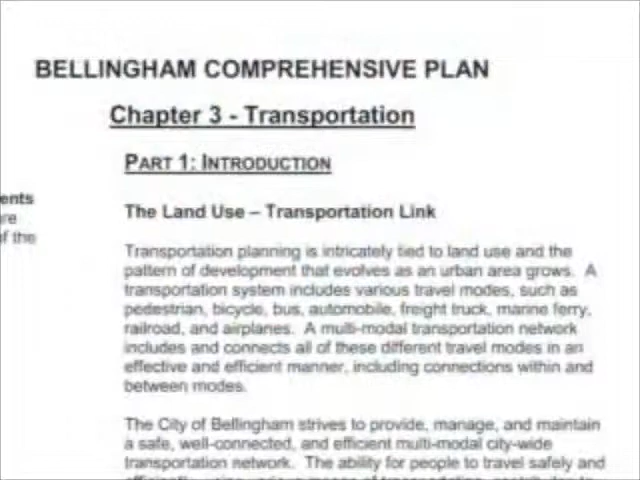 BELLINGHAM COMPREHENSIVE PLAN
Chapter 3 - Transportation
PART 1: INTRODUCTION
ents
re
of the
The Land Use – Transportation Link
Transportation planning is intricately tied to land use and the
pattern of development that evolves as an urban area grows. A
transportation system includes various travel modes, such as
pedestrian, bicycle, bus, automobile, freight truck, marine ferry,
railroad, and airplanes. A multi-modal transportation network
includes and connects all of these different travel modes in an
effective and efficient manner, including connections within and
between modes.
The City of Bellingham strives to provide, manage, and maintain
a safe, well-connected, and efficient multi-modal city-wide
transportation network. The ability for people to travel safely and